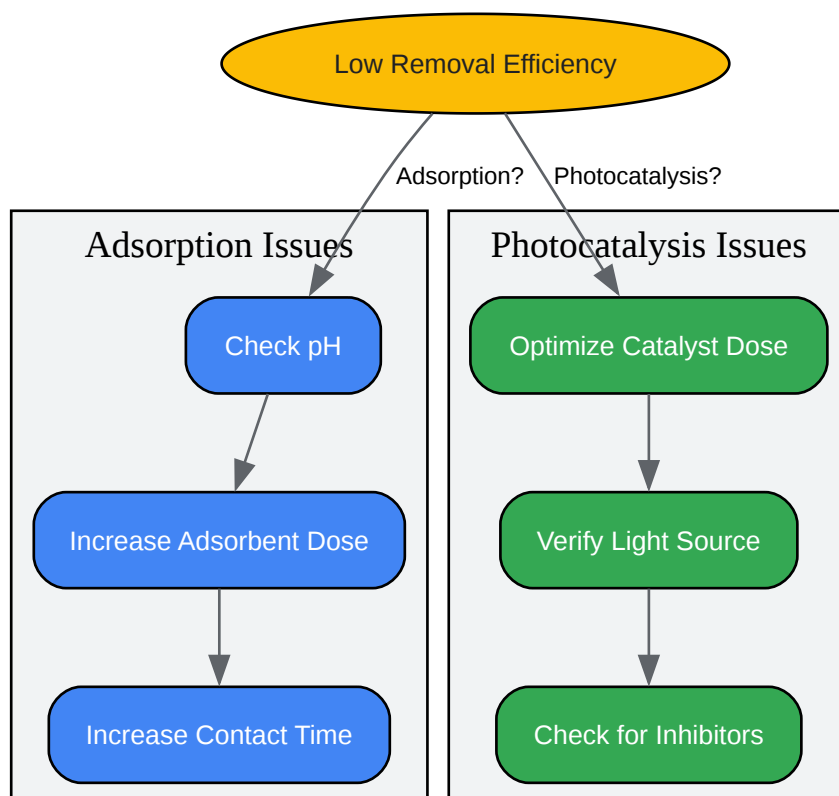 Low Removal Efficiency
Adsorption?
Photocatalysis?
Adsorption Issues
Check pH
Increase Adsorbent Dose
Increase Contact Time
Photocatalysis Issues
Optimize Catalyst Dose
Verify Light Source
Check for Inhibitors